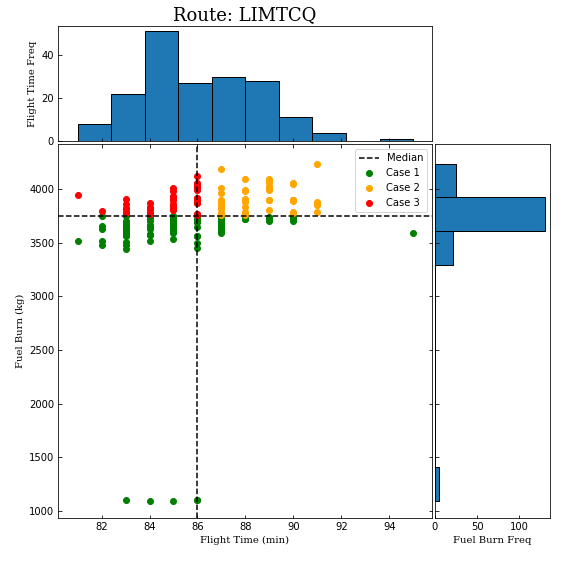 Route: LIMTCQ
Flight Time Freq
40
20
0
Median
Case 1
Case 2
Case 3
Fuel Burn (kg)
4000
3500
3000
2500
2000
1500
1000
82 84 86 88 90 92 94
Flight Time (min)
0 50 100
Fuel Burn Freq